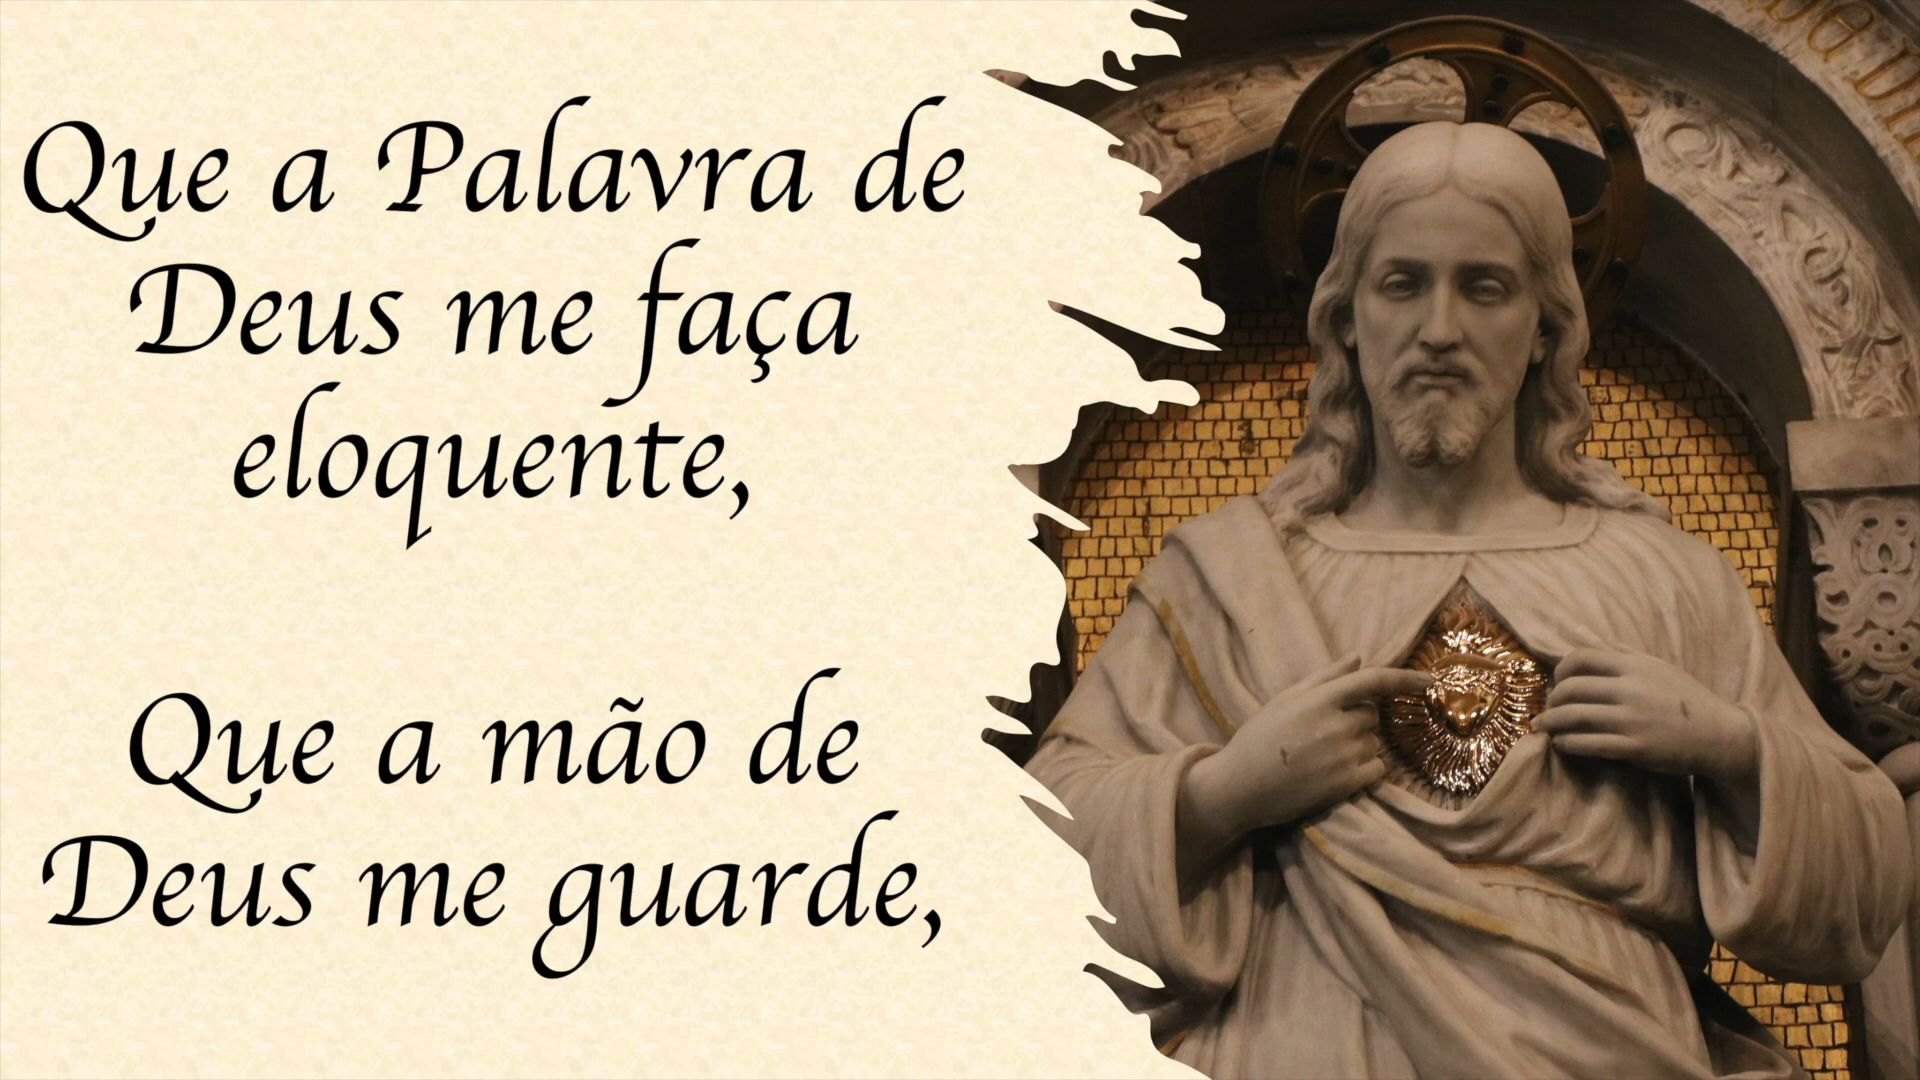 Que a Palavra de
Deus me faça
eloquente,
Que a mão de
Deus me guarde,